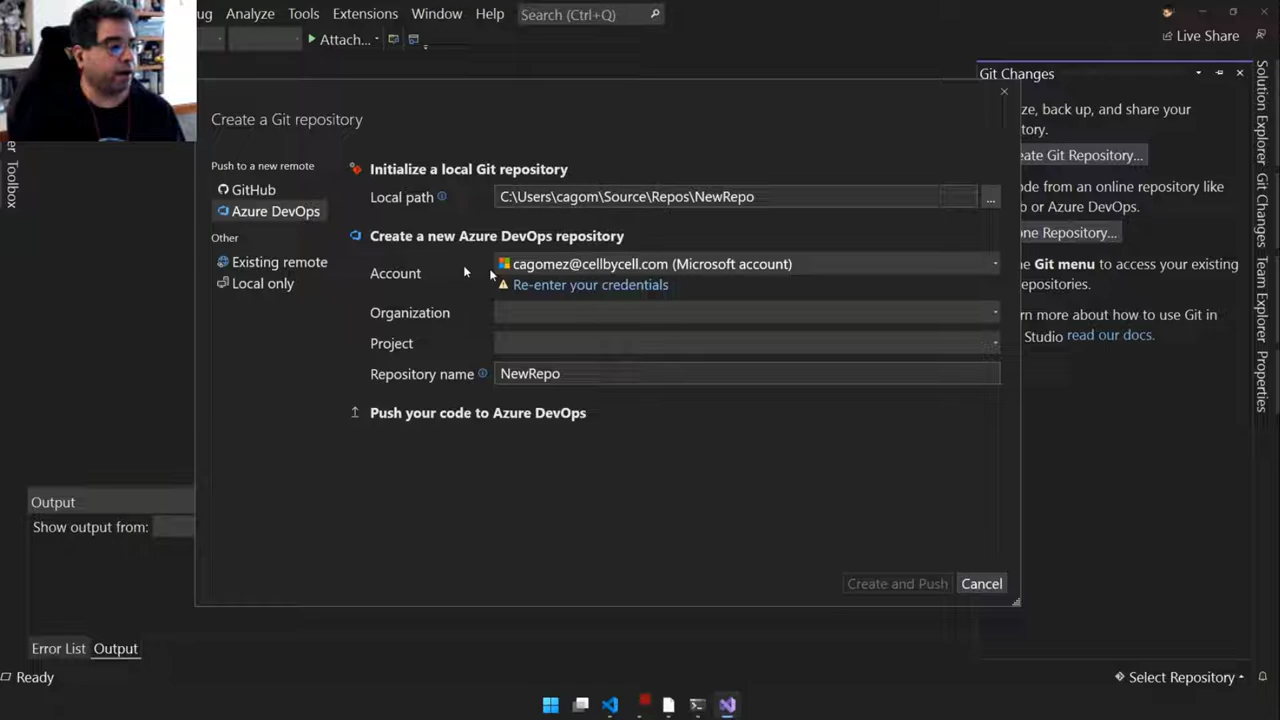 ug Analyze Tools Extensions Window Help Search (Ctrl+Q)
Attach... Live Share
Git Changes
ze, back up, and share your
tory.
eate Git Repository...
ode from an online repository like
b or Azure DevOps.
one Repository...
he Git menu to access your existing
repositories.
rn more about how to use Git in
Studio read our docs.
Create a Git repository
Push to a new remote
GitHub
Azure DevOps
Other
Existing remote
Local only
Initialize a local Git repository
Local path C:\Users\cagom\Source\Repos\NewRepo ...
Create a new Azure DevOps repository
Account cagomez@cellbycell.com (Microsoft account)
Re-enter your credentials
Organization
Project
Repository name NewRepo
Push your code to Azure DevOps
Create and Push Cancel
er Toolbox
Solution Explorer
Git Changes
Team Explorer
Properties
Output
Show output from:
Error List Output
Ready Select Repository